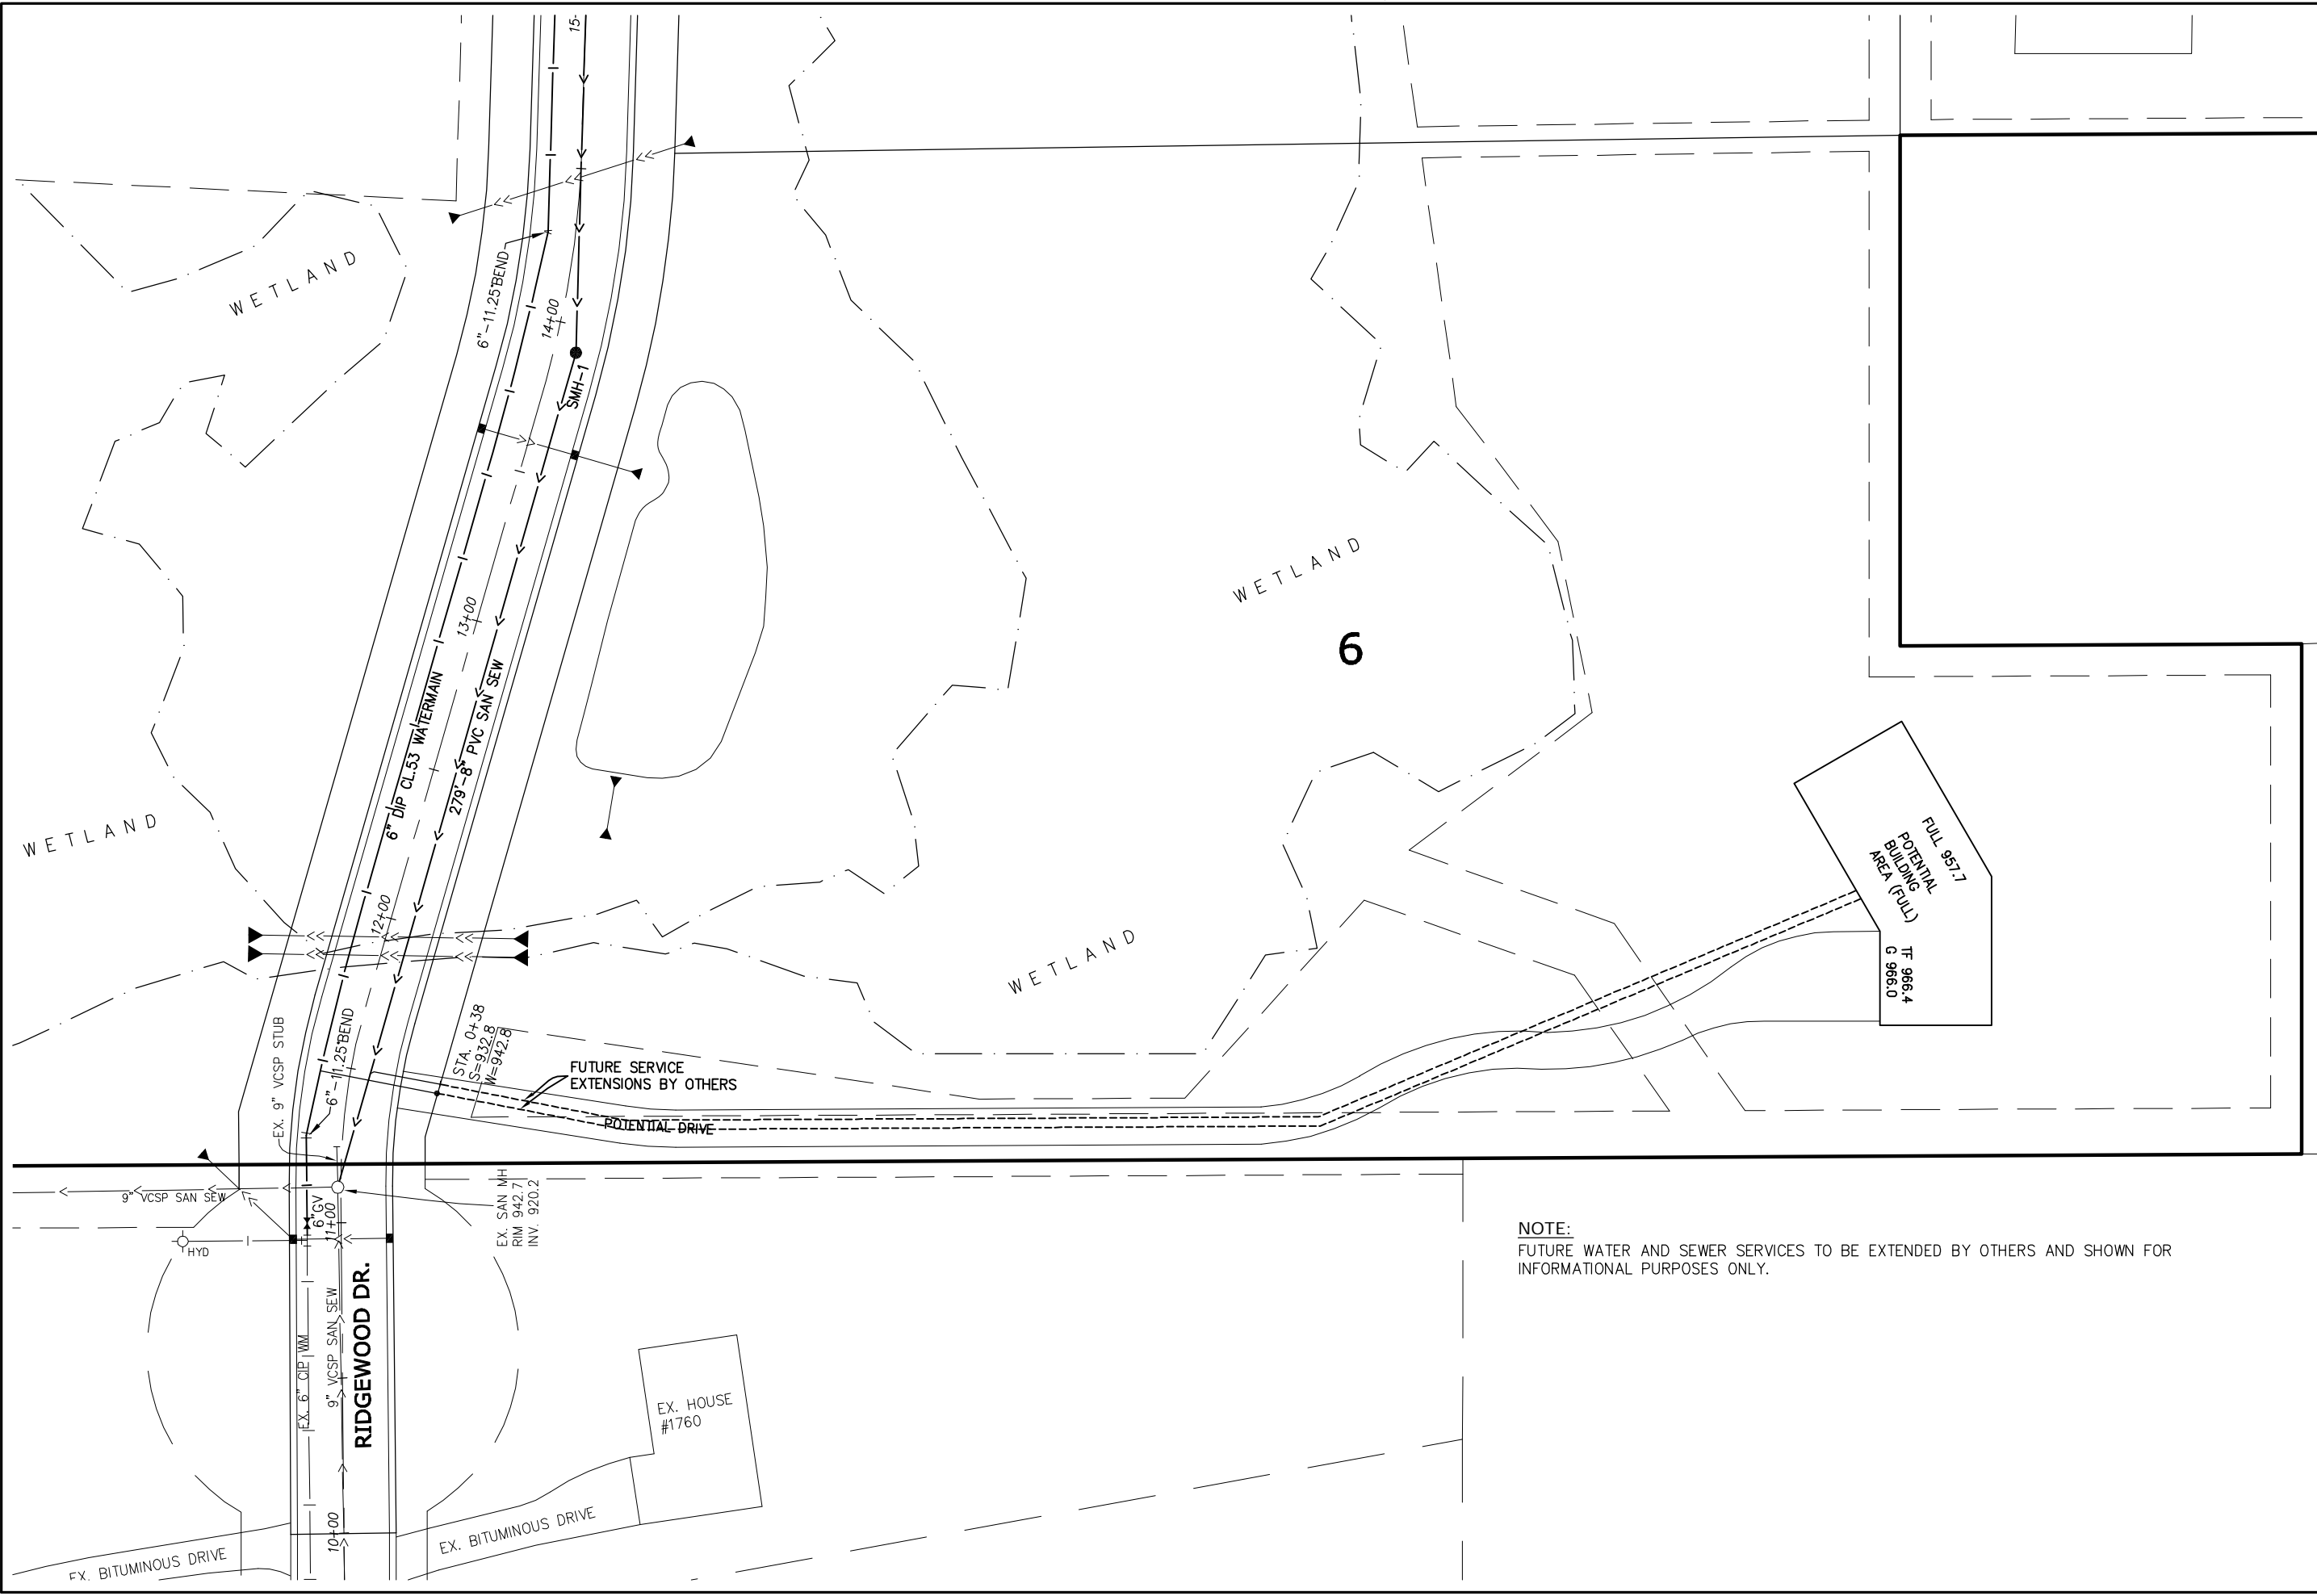 15-
WETLAND
6"-11.25°BEND
14+00
SMH-1
13+00
WETLAND
6
6" DIP CL.53 WATERMAIN
279'-8" PVC SAN SEW
WETLAND
FULL 957.7
POTENTIAL
BUILDING
AREA (FULL)
TF 966.4
G 966.0
12+00
WETLAND
EX. 9" VCSP STUB
6"-11.25°BEND
STA. 0+38
S=932.8
W=942.8
FUTURE SERVICE
EXTENSIONS BY OTHERS
POTENTIAL DRIVE
9" VCSP SAN SEW
6"GV
11+00
EX. SAN MH
RIM 942.7
INV. 920.2
HYD
NOTE:
FUTURE WATER AND SEWER SERVICES TO BE EXTENDED BY OTHERS AND SHOWN FOR
INFORMATIONAL PURPOSES ONLY.
EX. 6" CIP WM
9" VCSP SAN SEW
RIDGEWOOD DR.
EX. HOUSE
#1760
10+00
EX. BITUMINOUS DRIVE
EX. BITUMINOUS DRIVE